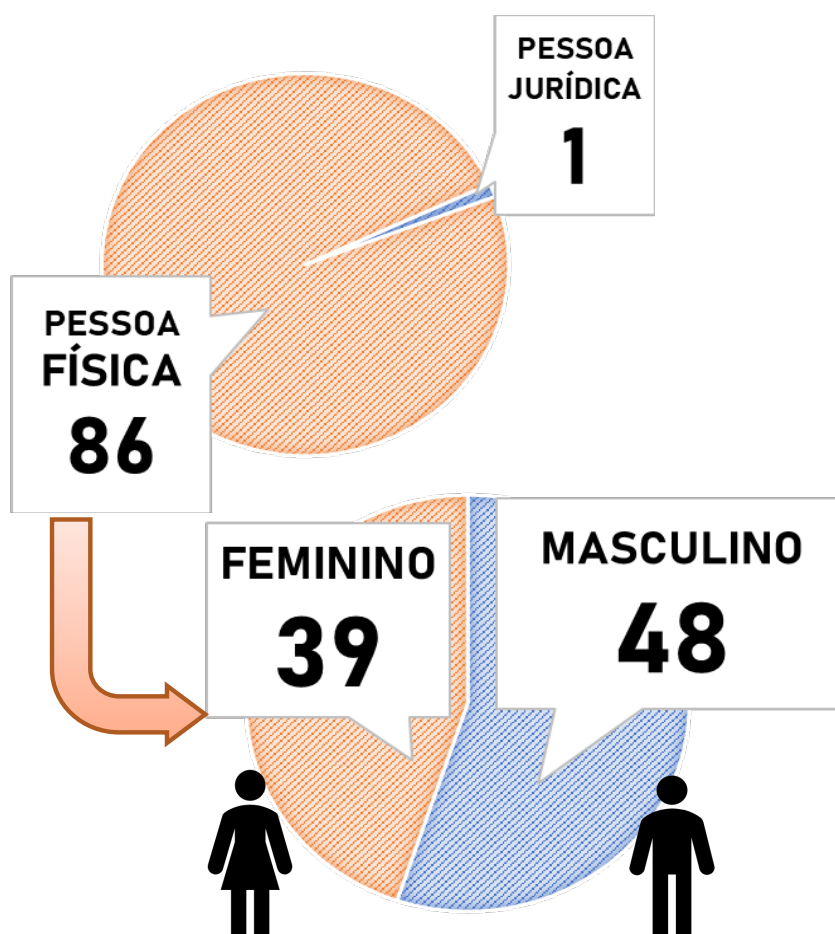 PESSOA
JURÍDICA
1
PESSOA
FÍSICA
86
FEMININO
39
MASCULINO
48